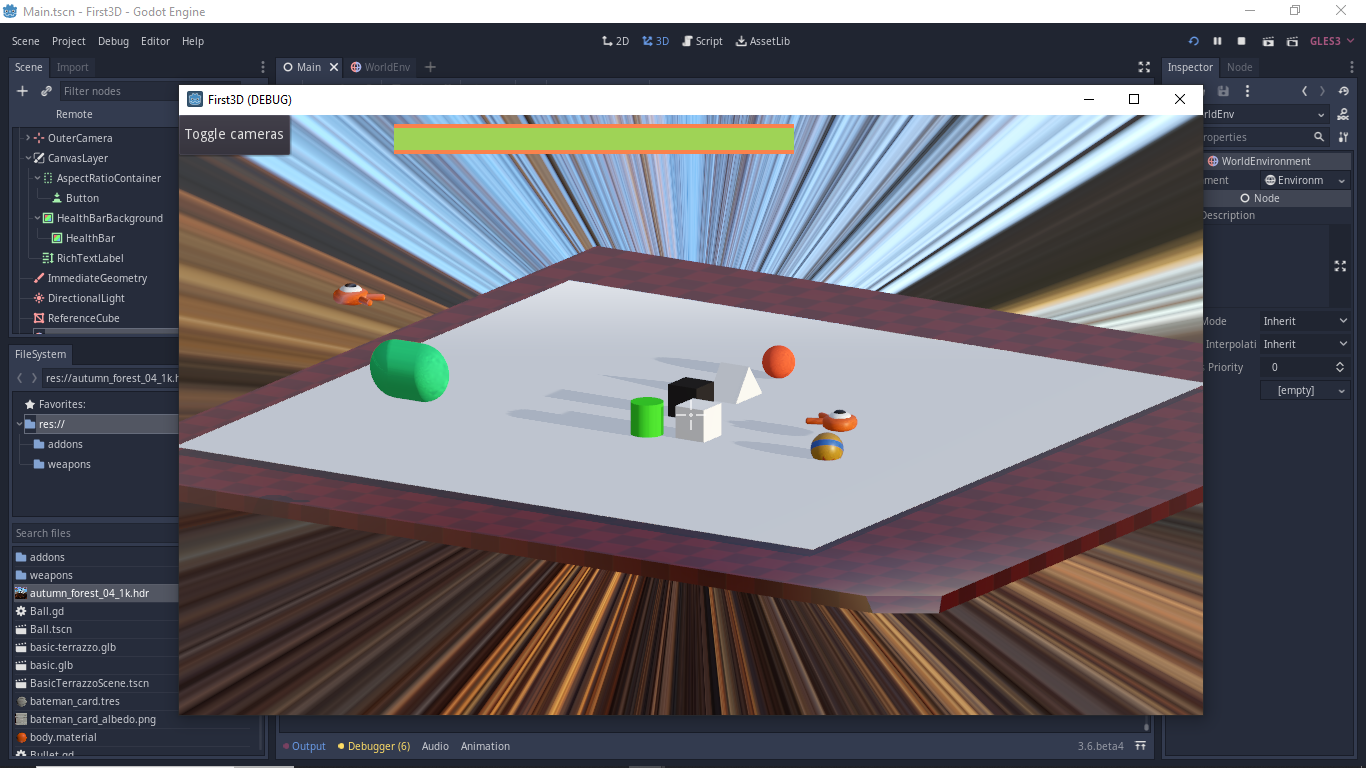 Main.tscn - First3D - Godot Engine
Scene Project Debug Editor Help
2D 3D Script AssetLib
GLES3
Scene Import
Main WorldEnv
Inspector Node
Filter nodes
Remote
OuterCamera
CanvasLayer
AspectRatioContainer
Button
HealthBarBackground
HealthBar
RichTextLabel
ImmediateGeometry
DirectionalLight
ReferenceCube
FileSystem
res://autumn_forest_04_1k.h
Favorites:
res://
addons
weapons
Search files
addons
weapons
autumn_forest_04_1k.hdr
Ball.gd
Ball.tscn
basic-terrazzo.glb
basic.glb
BasicTerrazzoScene.tscn
bateman_card.tres
bateman_card_albedo.png
body.material
Bullet.gd
First3D (DEBUG)
Toggle cameras
Output Debugger (6) Audio Animation
3.6.beta4
rldEnv
roperties
WorldEnvironment
ment Environm
Node
Description
Mode Inherit
Interpolati Inherit
Priority 0
[empty]